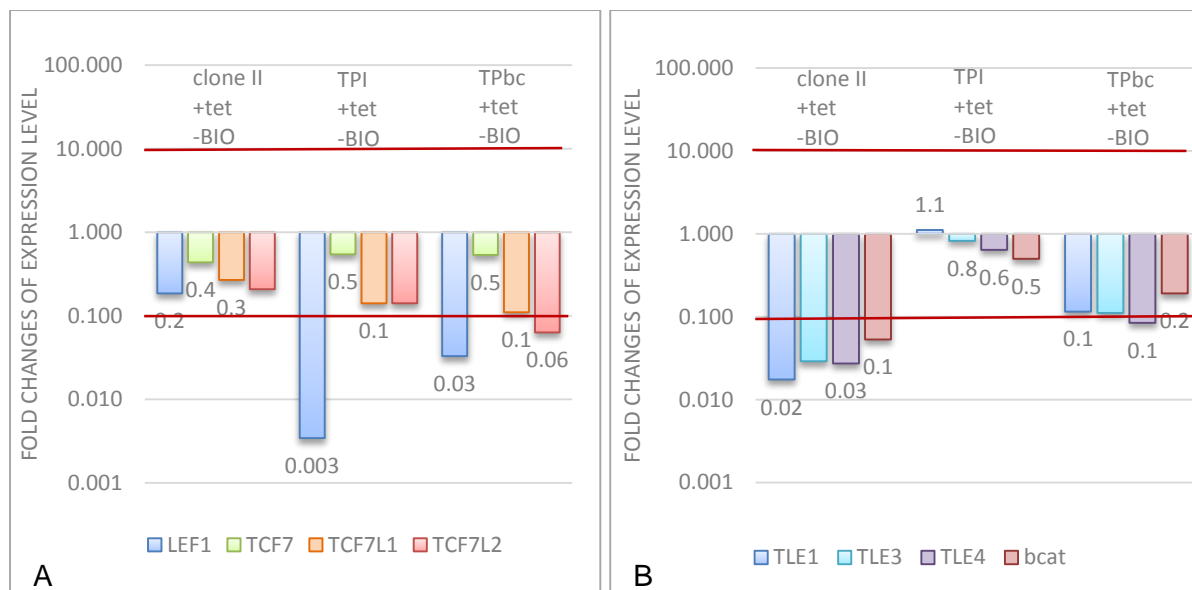 FOLD CHANGES OF EXPRESSION LEVEL
100.000
10.000
1.000
0.100
0.010
0.001
clone II
+tet
-BIO
TPI
+tet
-BIO
TPbc
+tet
-BIO
0.2
0.4
0.3
0.003
0.5
0.1
0.03
0.5
0.1
0.06
LEF1 TCF7 TCF7L1 TCF7L2
A
FOLD CHANGES OF EXPRESSION LEVEL
100.000
10.000
1.000
0.100
0.010
0.001
clone II
+tet
-BIO
TPI
+tet
-BIO
TPbc
+tet
-BIO
0.02
0.03
0.1
1.1
0.8
0.6
0.5
0.1
0.1
0.2
TLE1 TLE3 TLE4 bcat
B